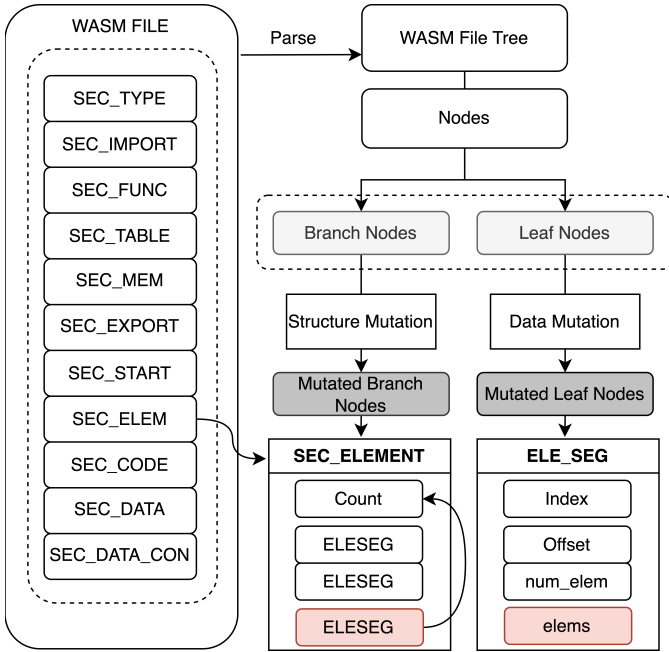 WASM FILE
SEC_TYPE
SEC_IMPORT
SEC_FUNC
SEC_TABLE
SEC_MEM
SEC_EXPORT
SEC_START
SEC_ELEM
SEC_CODE
SEC_DATA
SEC_DATA_CON
Parse
WASM File Tree
Nodes
Branch Nodes
Leaf Nodes
Structure Mutation
Data Mutation
Mutated Branch
Nodes
Mutated Leaf Nodes
SEC_ELEMENT
Count
ELESEG
ELESEG
ELESEG
ELE_SEG
Index
Offset
num_elem
elems